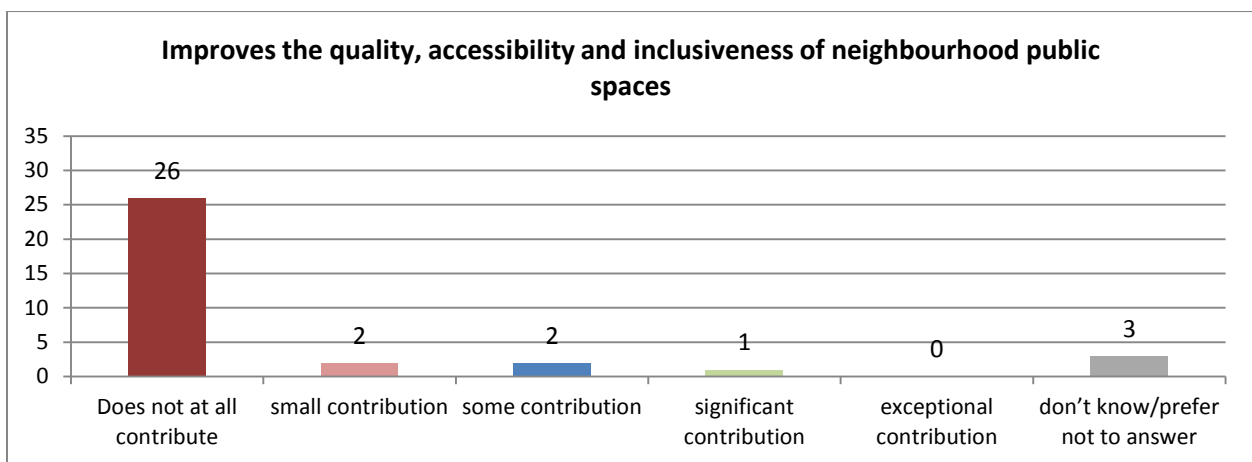 Improves the quality, accessibility and inclusiveness of neighbourhood public
spaces
35
30
25
20
15
10
5
0
26
2
2
1
0
3
Does not at all
contribute
small contribution
some contribution
significant
contribution
exceptional
contribution
don’t know/prefer
not to answer